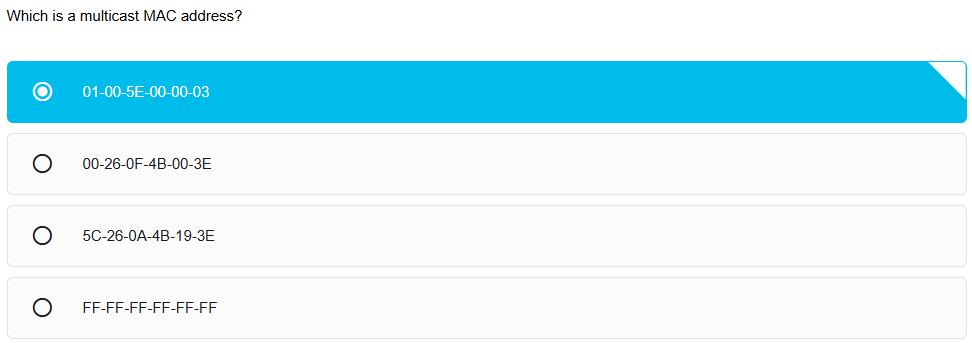 Which is a multicast MAC address?
01-00-5E-00-00-03
00-26-0F-4B-00-3E
5C-26-0A-4B-19-3E
FF-FF-FF-FF-FF-FF